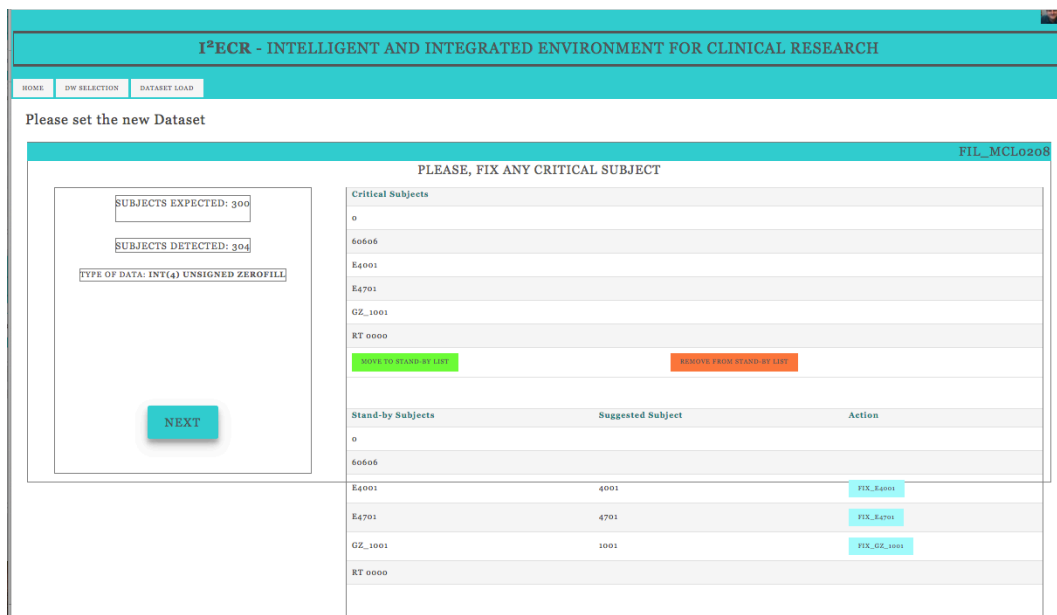 I²ECR - INTELLIGENT AND INTEGRATED ENVIRONMENT FOR CLINICAL RESEARCH
HOME DW SELECTION DATASET LOAD
Please set the new Dataset
FIL_MCL0208
PLEASE, FIX ANY CRITICAL SUBJECT
SUBJECTS EXPECTED: 300
SUBJECTS DETECTED: 304
TYPE OF DATA: INT(4) UNSIGNED ZEROFILL
NEXT
Critical Subjects
0
60606
E4001
E4701
GZ_1001
RT 0000
MOVE TO STAND-BY LIST REMOVE FROM STAND-BY LIST
Stand-by Subjects Suggested Subject Action
0
60606
E4001 4001 FIX_E4001
E4701 4701 FIX_E4701
GZ_1001 1001 FIX_GZ_1001
RT 0000